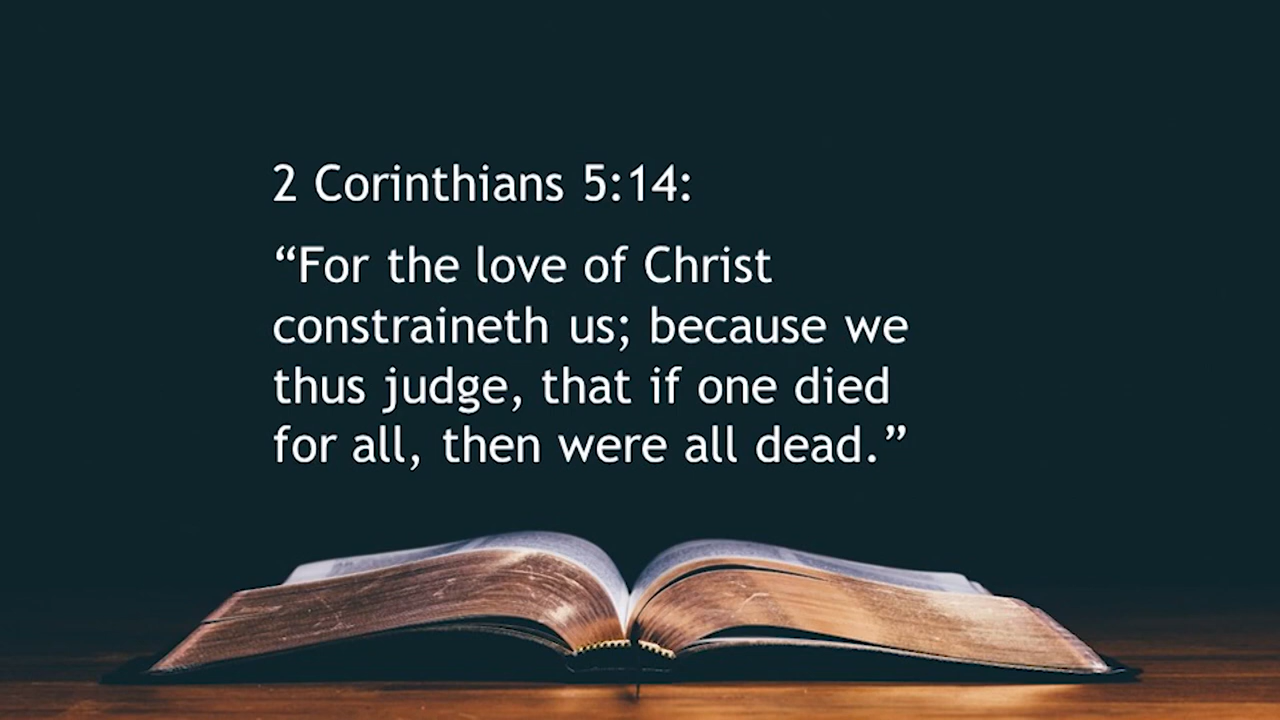 2 Corinthians 5:14:
“For the love of Christ
constraineth us; because we
thus judge, that if one died
for all, then were all dead.”